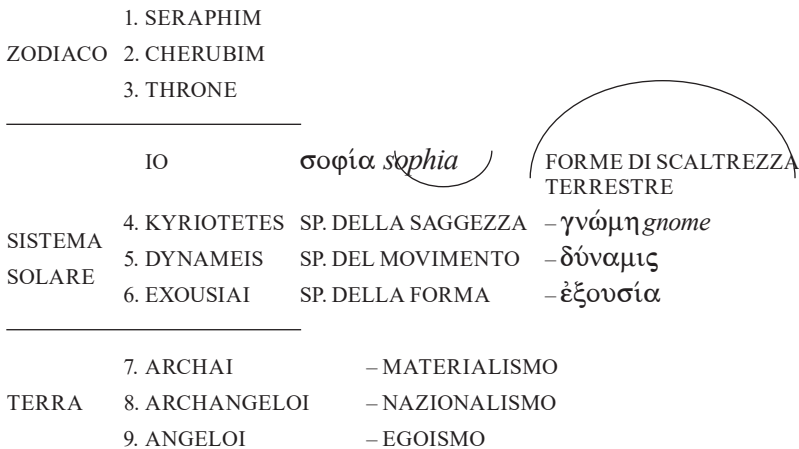 1. SERAPHIM
ZODIACO 2. CHERUBIM
3. THRONE
IO σοφία sophia FORME DI SCALTREZZA
TERRESTRE
4. KYRIOTETES SP. DELLA SAGGEZZA – γνώμη gnome
SISTEMA
5. DYNAMEIS SP. DEL MOVIMENTO – δύναμις
SOLARE
6. EXOUSIAI SP. DELLA FORMA – ἐξουσία
7. ARCHAI – MATERIALISMO
TERRA 8. ARCHANGELOI – NAZIONALISMO
9. ANGELOI – EGOISMO